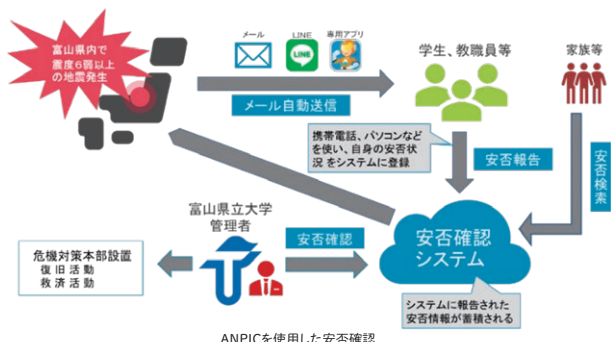 富山県内で
震度6弱以上
の地震発生
メール
LINE
専用アプリ
LINE
メール自動送信
学生、教職員等
家族等
携帯電話、パソコンなど
を使い、自身の安否状
況をシステムに登録
安否報告
安否検索
富山県立大学
管理者
安否確認
安否確認
システム
危機対策本部設置
復旧活動
救済活動
システムに報告された
安否情報が蓄積される
ANPICを使用した安否確認